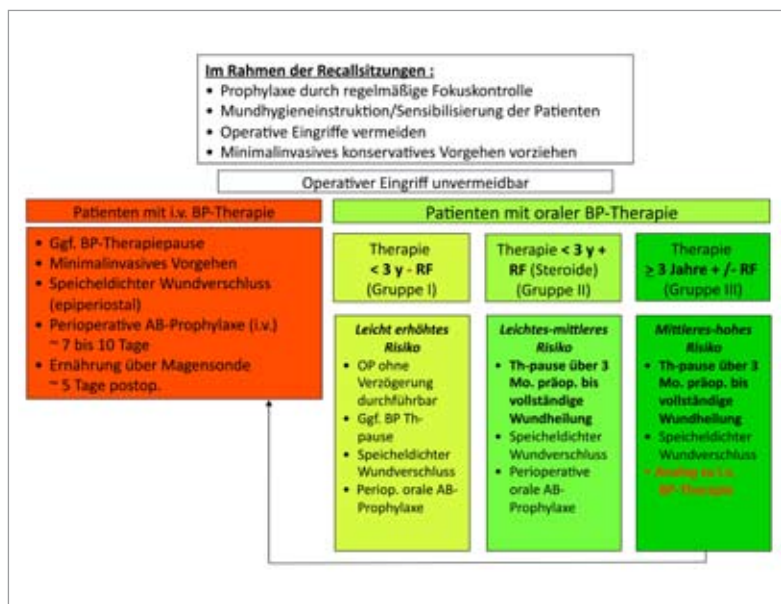 Im Rahmen der Recallsitzungen :
• Prophylaxe durch regelmäßige Fokuskontrolle
• Mundhygieneinstruktion/Sensibilisierung der Patienten
• Operative Eingriffe vermeiden
• Minimalinvasives konservatives Vorgehen vorziehen
Operativer Eingriff unvermeidbar
Patienten mit i.v. BP-Therapie
• Ggf. BP-Therapiepause
• Minimalinvasives Vorgehen
• Speicheldichter Wundverschluss
(epiperiostal)
• Perioperative AB-Prophylaxe (i.v.)
~ 7 bis 10 Tage
• Ernährung über Magensonde
~ 5 Tage postop.
Patienten mit oraler BP-Therapie
Therapie
< 3 y - RF
(Gruppe I)
Leicht erhöhtes
Risiko
• OP ohne
Verzögerung
durchführbar
• Ggf. BP Th-
pause
• Speicheldichter
Wundverschluss
• Periop. orale AB-
Prophylaxe
Therapie < 3 y +
RF (Steroide)
(Gruppe II)
Leichtes-mittleres
Risiko
• Th-pause über 3
Mo. präop. bis
vollständige
Wundheilung
• Speicheldichter
Wundverschluss
• Perioperative
orale AB-
Prophylaxe
Therapie
≥ 3 Jahre + /- RF
(Gruppe III)
Mittleres-hohes
Risiko
• Th-pause über 3
Mo. präop. bis
vollständige
Wundheilung
• Speicheldichter
Wundverschluss
• Analog zu i.v.
BP-Therapie